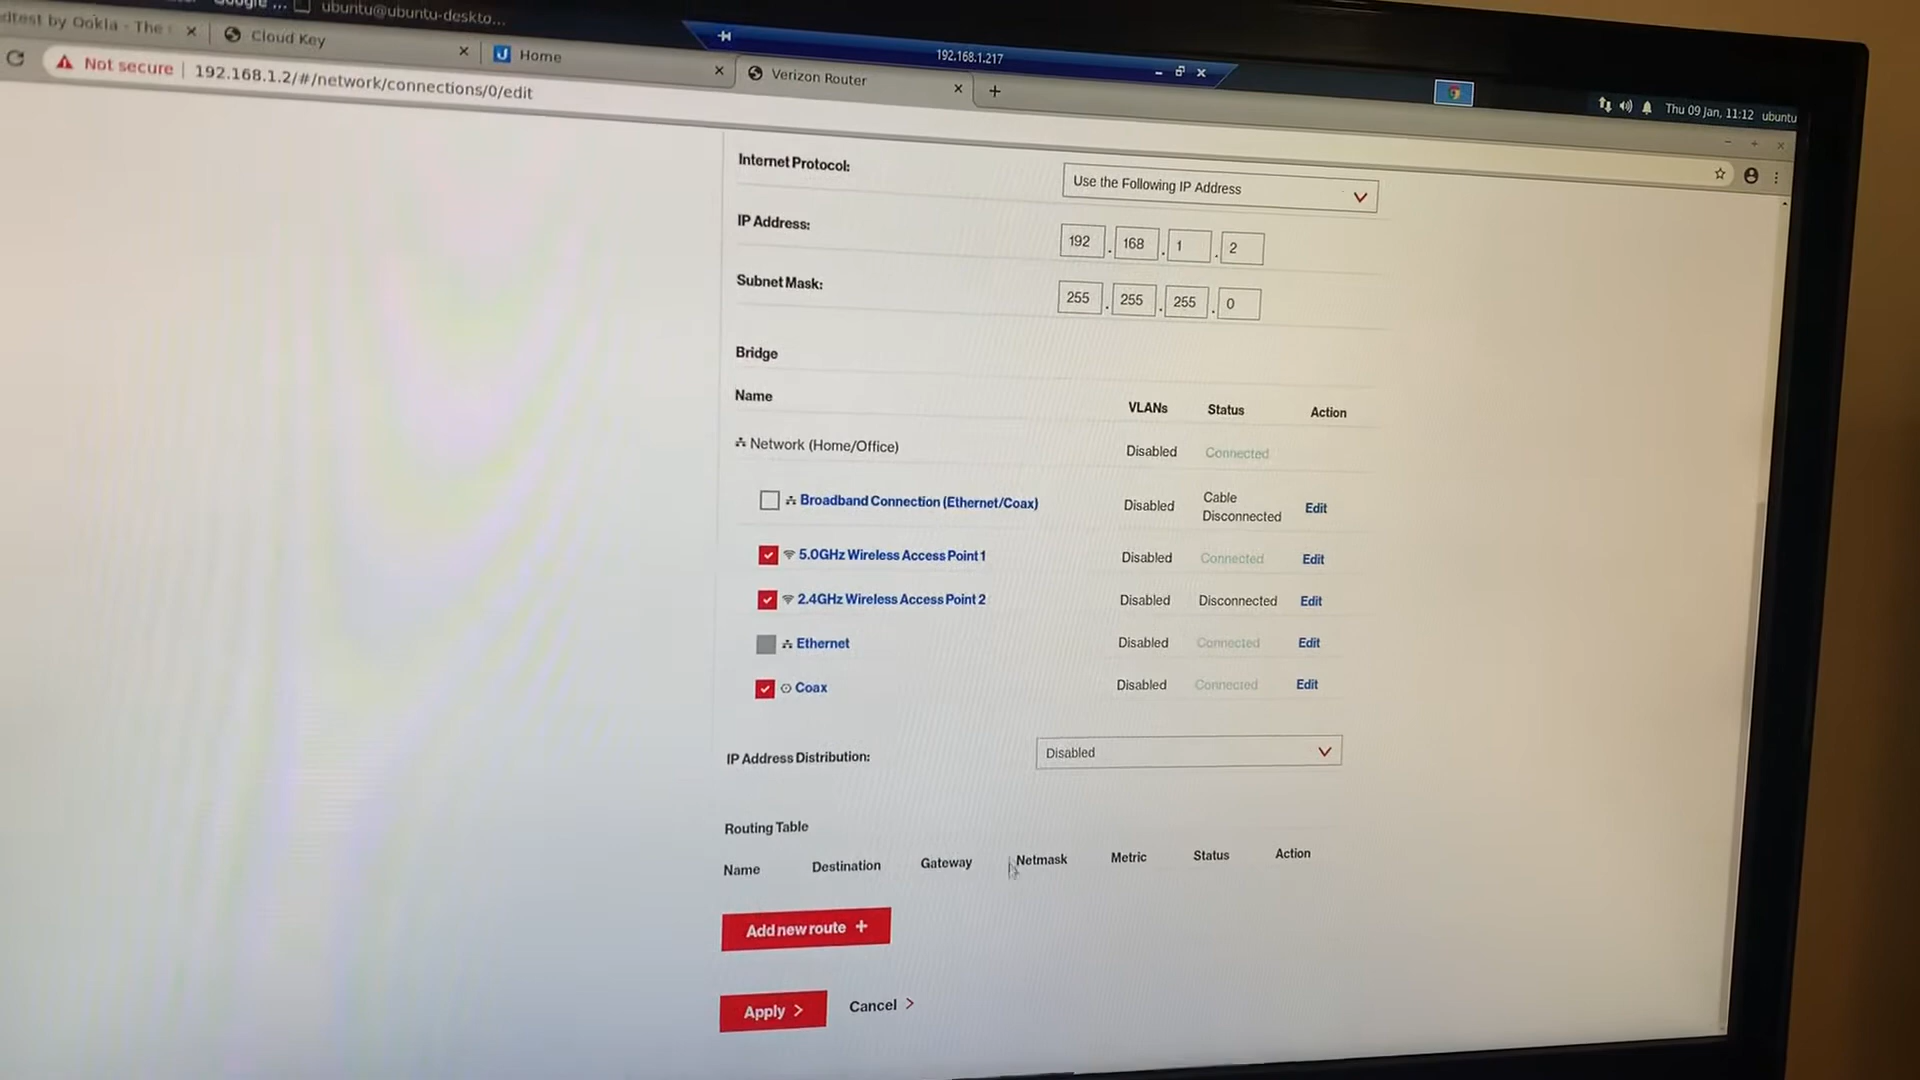 ubuntu@ubuntu-deskto...
dtest by Ookla - The
Cloud Key
Home
192.168.1.217
Verizon Router
Thu 09 Jan, 11:12 ubuntu
Not secure 192.168.1.2/#/network/connections/0/edit
Internet Protocol: Use the Following IP Address
IP Address: 192 . 168 . 1 . 2
Subnet Mask: 255 . 255 . 255 . 0
Bridge
Name VLANs Status Action
Network (Home/Office) Disabled Connected
Broadband Connection (Ethernet/Coax) Disabled Cable Disconnected Edit
5.0GHz Wireless Access Point 1 Disabled Connected Edit
2.4GHz Wireless Access Point 2 Disabled Disconnected Edit
Ethernet Disabled Connected Edit
Coax Disabled Connected Edit
IP Address Distribution: Disabled
Routing Table
Name Destination Gateway Netmask Metric Status Action
Add new route +
Apply > Cancel >